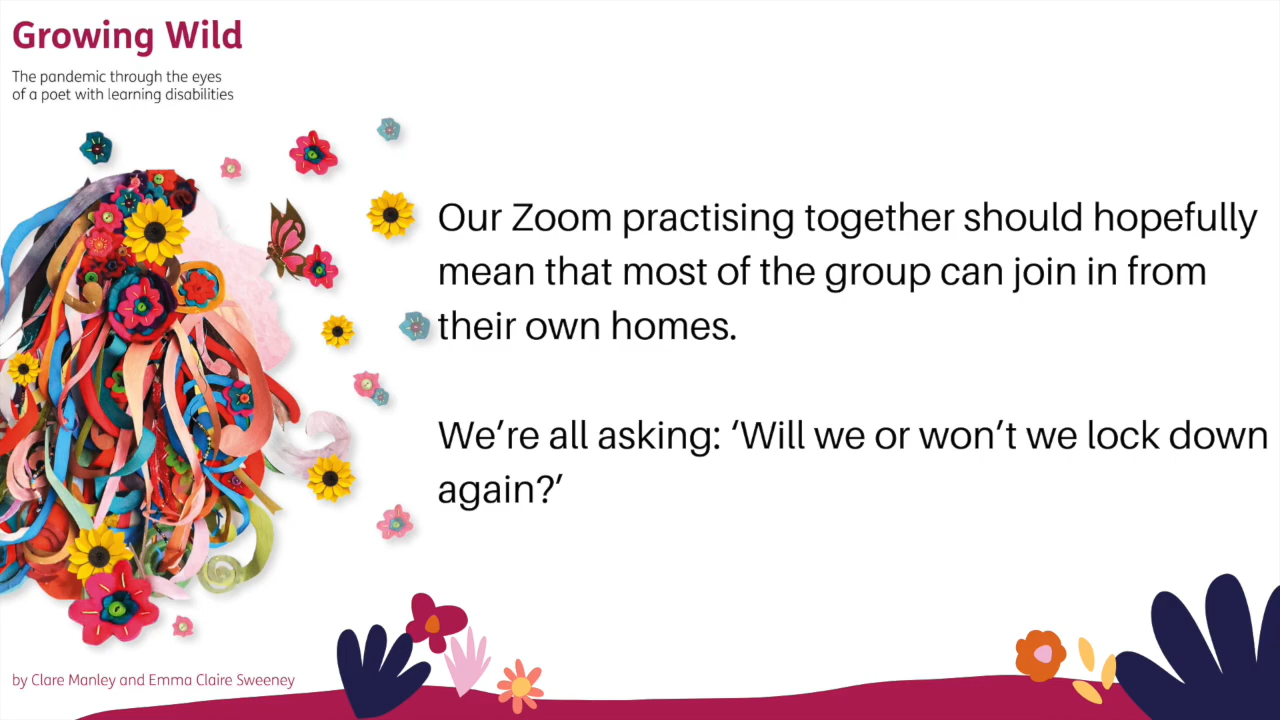 Growing Wild
The pandemic through the eyes
of a poet with learning disabilities
Our Zoom practising together should hopefully
mean that most of the group can join in from
their own homes.
We’re all asking: ‘Will we or won’t we lock down
again?’
by Clare Manley and Emma Claire Sweeney